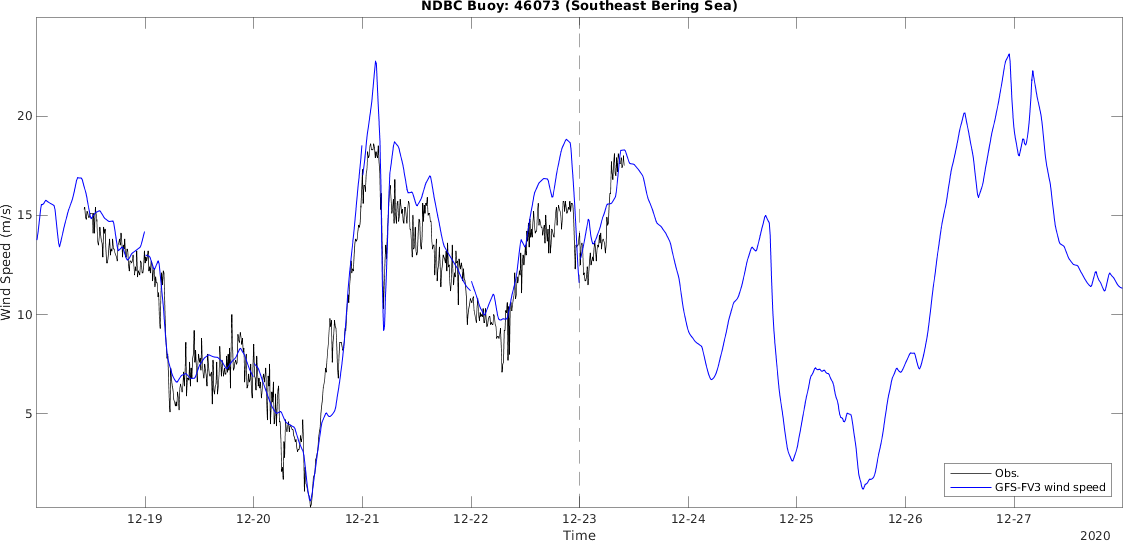 NDBC Buoy: 46073 (Southeast Bering Sea)
Wind Speed (m/s)
20
15
10
5
Obs.
GFS-FV3 wind speed
12-19 12-20 12-21 12-22 12-23 12-24 12-25 12-26 12-27
Time
2020